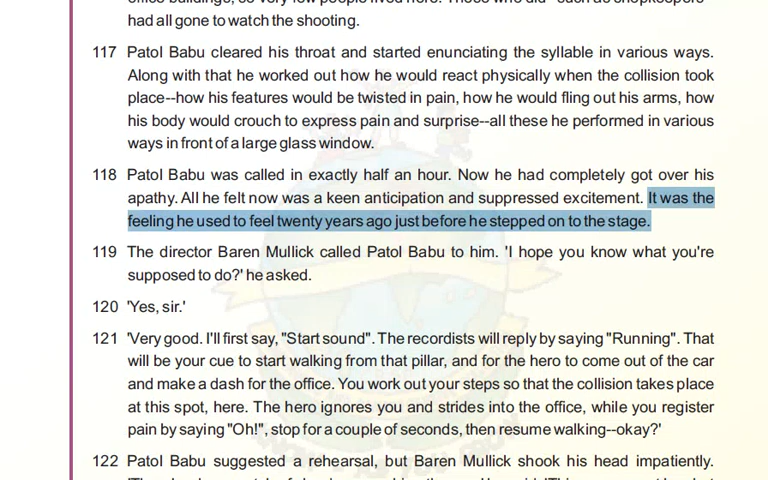 had all gone to watch the shooting.
117 Patol Babu cleared his throat and started enunciating the syllable in various ways.
Along with that he worked out how he would react physically when the collision took
place--how his features would be twisted in pain, how he would fling out his arms, how
his body would crouch to express pain and surprise--all these he performed in various
ways in front of a large glass window.
118 Patol Babu was called in exactly half an hour. Now he had completely got over his
apathy. All he felt now was a keen anticipation and suppressed excitement. It was the
feeling he used to feel twenty years ago just before he stepped on to the stage.
119 The director Baren Mullick called Patol Babu to him. 'I hope you know what you're
supposed to do?' he asked.
120 'Yes, sir.'
121 'Very good. I'll first say, "Start sound". The recordists will reply by saying "Running". That
will be your cue to start walking from that pillar, and for the hero to come out of the car
and make a dash for the office. You work out your steps so that the collision takes place
at this spot, here. The hero ignores you and strides into the office, while you register
pain by saying "Oh!", stop for a couple of seconds, then resume walking--okay?'
122 Patol Babu suggested a rehearsal, but Baren Mullick shook his head impatiently.